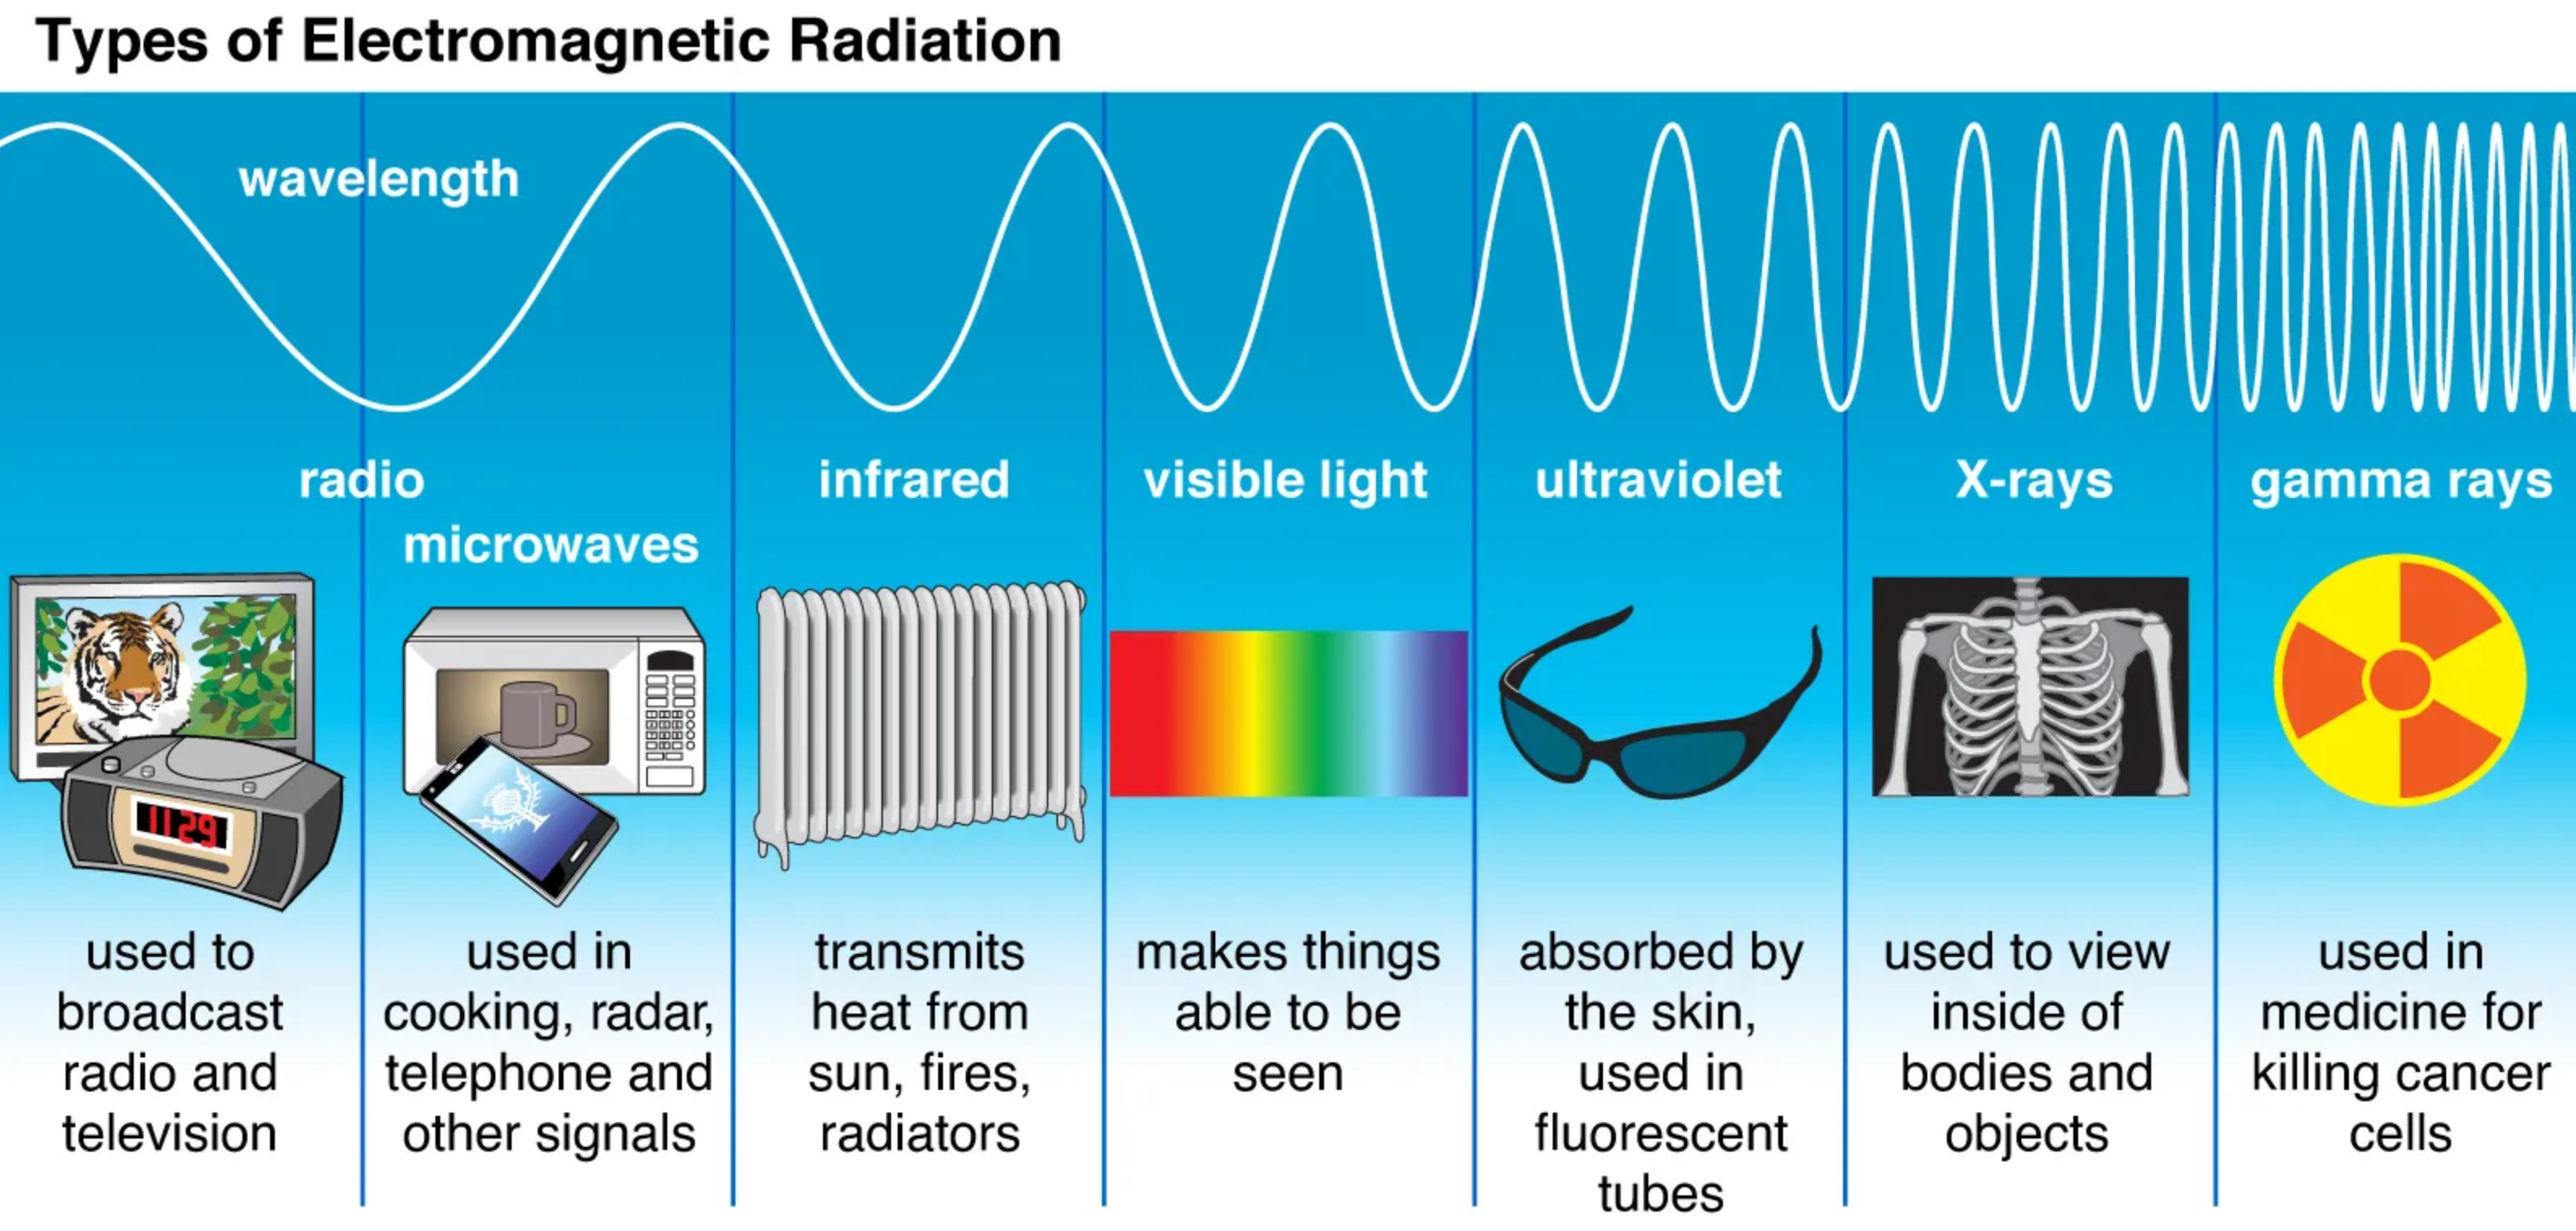 Types of Electromagnetic Radiation
wavelength
radio
microwaves
infrared
visible light
ultraviolet
X-rays
gamma rays
1129
used to
broadcast
radio and
television
used in
cooking, radar,
telephone and
other signals
transmits
heat from
sun, fires,
radiators
makes things
able to be
seen
absorbed by
the skin,
used in
fluorescent
tubes
used to view
inside of
bodies and
objects
used in
medicine for
killing cancer
cells